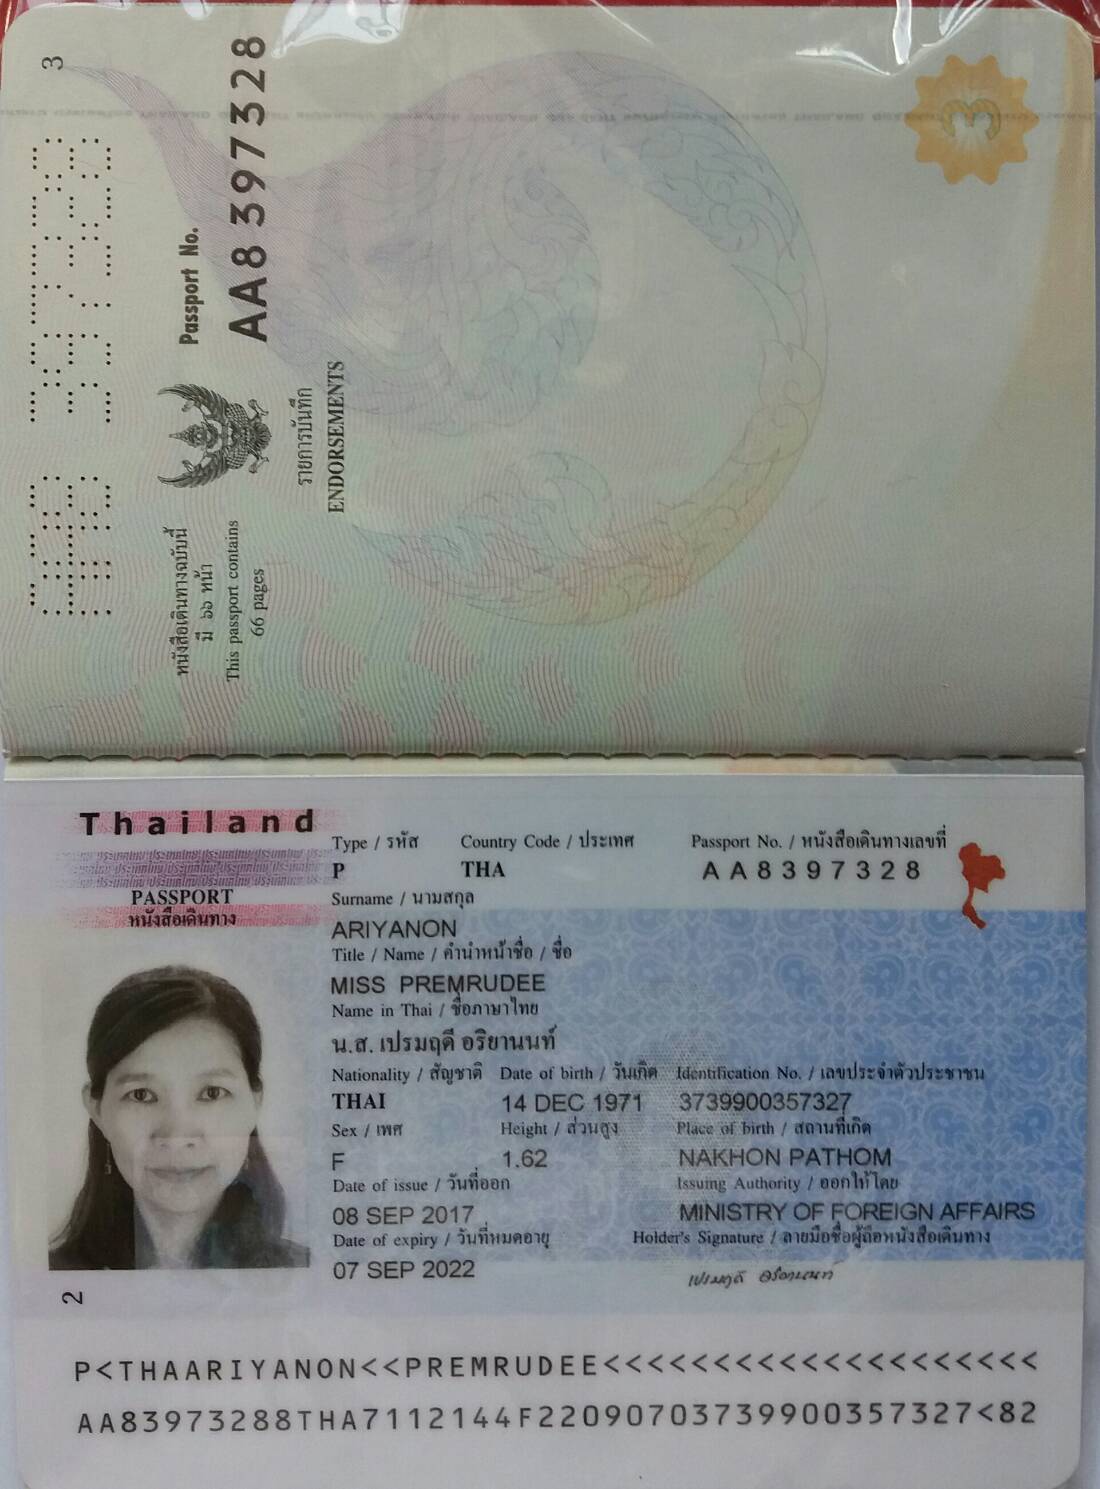 3
AA8397328
Passport No.
AA8397328
3
หนังสือเดินทางฉบับนี้
มี ๖๖ หน้า
This passport contains
66 pages
รายการบันทึก
ENDORSEMENTS
Thailand
PASSPORT
หนังสือเดินทาง
Type / รหัส Country Code / ประเทศ Passport No. / หนังสือเดินทางเลขที่
P THA AA8397328
Surname / นามสกุล
ARIYANON
Title / Name / คำนำหน้าชื่อ / ชื่อ
MISS PREMRUDEE
Name in Thai / ชื่อภาษาไทย
น.ส. เปรมฤดี อริยานนท์
Nationality / สัญชาติ Date of birth / วันเกิด Identification No. / เลขประจำตัวประชาชน
THAI 14 DEC 1971 3739900357327
Sex / เพศ Height / ส่วนสูง Place of birth / สถานที่เกิด
F 1.62 NAKHON PATHOM
Date of issue / วันที่ออก Issuing Authority / ออกให้โดย
08 SEP 2017 MINISTRY OF FOREIGN AFFAIRS
Date of expiry / วันที่หมดอายุ Holder's Signature / ลายมือชื่อผู้ถือหนังสือเดินทาง
07 SEP 2022 เปรมฤดี อริยานนท์
2
P<THAARIYANON<<PREMRUDEE<<<<<<<<<<<<<<<<<<<<
AA83973288THA7112144F22090703739900357327<82